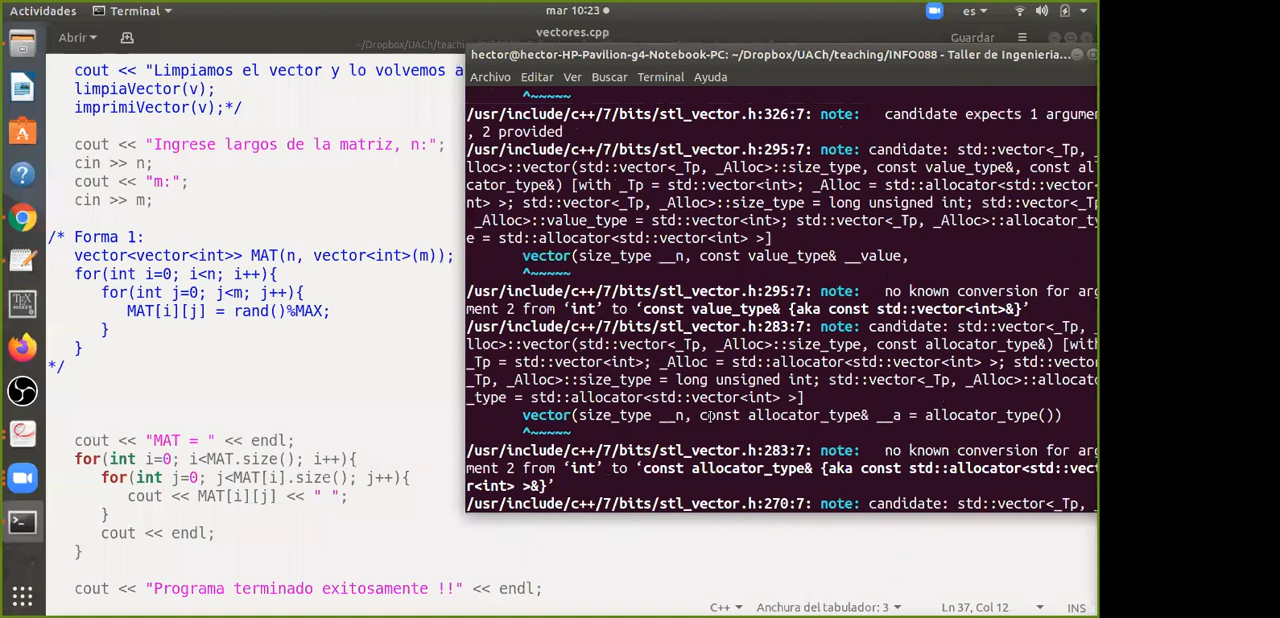 Actividades Terminal mar 10:23 es
Abrir vectores.cpp Guardar
~/Dropbox/UACh/teachin
cout << "Limpiamos el vector y lo volvemos a
limpiaVector(v);
imprimiVector(v);*/
cout << "Ingrese largos de la matriz, n:";
cin >> n;
cout << "m:";
cin >> m;
/* Forma 1:
vector<vector<int>> MAT(n, vector<int>(m));
for(int i=0; i<n; i++){
for(int j=0; j<m; j++){
MAT[i][j] = rand()%MAX;
}
}
*/
cout << "MAT = " << endl;
for(int i=0; i<MAT.size(); i++){
for(int j=0; j<MAT[i].size(); j++){
cout << MAT[i][j] << " ";
}
cout << endl;
}
cout << "Programa terminado exitosamente !!" << endl;
C++ Anchura del tabulador: 3 Ln 37, Col 12 INS
hector@hector-HP-Pavilion-g4-Notebook-PC: ~/Dropbox/UACh/teaching/INFO088 - Taller de Ingenieria...
Archivo Editar Ver Buscar Terminal Ayuda
^~~~~~
/usr/include/c++/7/bits/stl_vector.h:326:7: note: candidate expects 1 argume
, 2 provided
/usr/include/c++/7/bits/stl_vector.h:295:7: note: candidate: std::vector<_Tp, _
lloc>::vector(std::vector<_Tp, _Alloc>::size_type, const value_type&, const al
cator_type&) [with _Tp = std::vector<int>; _Alloc = std::allocator<std::vector<
nt> >; std::vector<_Tp, _Alloc>::size_type = long unsigned int; std::vector<_T
_Alloc>::value_type = std::vector<int>; std::vector<_Tp, _Alloc>::allocator_ty
e = std::allocator<std::vector<int> >]
vector(size_type __n, const value_type& __value,
^~~~~~
/usr/include/c++/7/bits/stl_vector.h:295:7: note: no known conversion for arg
ment 2 from ‘int’ to ‘const value_type& {aka const std::vector<int>&}’
/usr/include/c++/7/bits/stl_vector.h:283:7: note: candidate: std::vector<_Tp, _
lloc>::vector(std::vector<_Tp, _Alloc>::size_type, const allocator_type&) [with
_Tp = std::vector<int>; _Alloc = std::allocator<std::vector<int> >; std::vector<
_Tp, _Alloc>::size_type = long unsigned int; std::vector<_Tp, _Alloc>::allocato
_type = std::allocator<std::vector<int> >]
vector(size_type __n, const allocator_type& __a = allocator_type())
^~~~~~
/usr/include/c++/7/bits/stl_vector.h:283:7: note: no known conversion for arg
ment 2 from ‘int’ to ‘const allocator_type& {aka const std::allocator<std::vect
r<int> >&}’
/usr/include/c++/7/bits/stl_vector.h:270:7: note: candidate: std::vector<_Tp, _